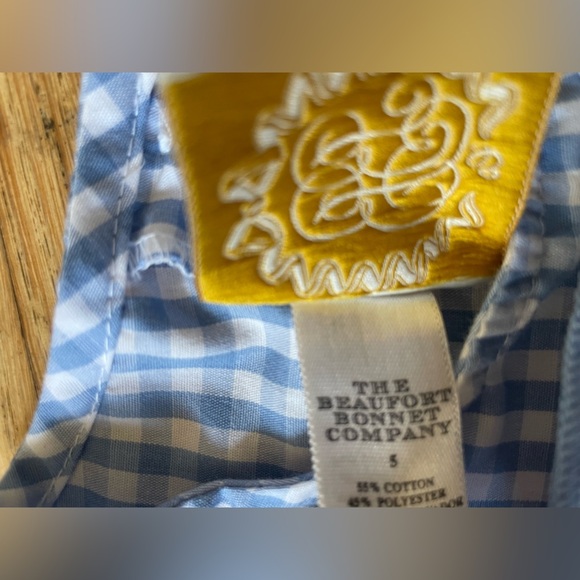 THE
BEAUFORT
BONNET
COMPANY
5
55% COTTON
45% POLYESTER